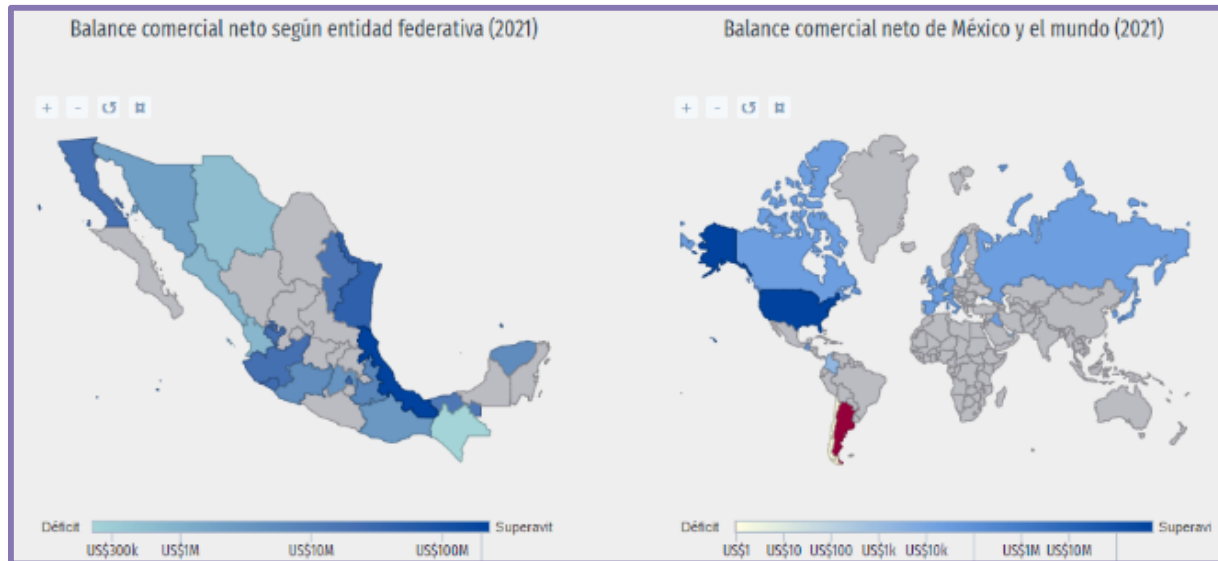 Balance comercial neto según entidad federativa (2021)
+ - ↺ ⌗
Déficit Superavit
US$300k US$1M US$10M US$100M
Balance comercial neto de México y el mundo (2021)
+ - ↺ ⌗
Déficit Superavi
US$1 US$10 US$100 US$1k US$10k US$1M US$10M